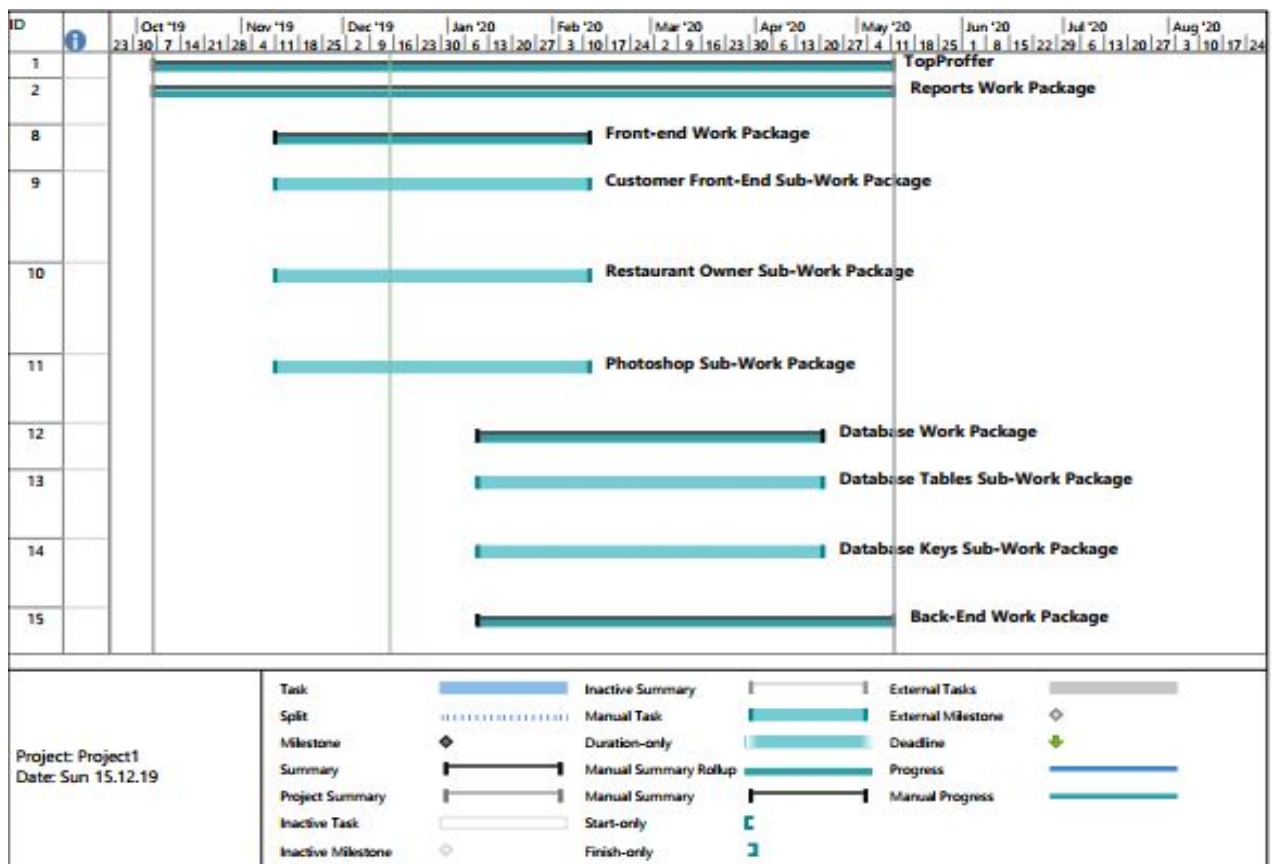 ID
Oct '19 Nov '19 Dec '19 Jan '20 Feb '20 Mar '20 Apr '20 May '20 Jun '20 Jul '20 Aug '20
23 30 7 14 21 28 4 11 18 25 2 9 16 23 30 6 13 20 27 3 10 17 24 2 9 16 23 30 6 13 20 27 4 11 18 25 1 8 15 22 29 6 13 20 27 3 10 17 24
1 TopProffer
2 Reports Work Package
8 Front-end Work Package
9 Customer Front-End Sub-Work Package
10 Restaurant Owner Sub-Work Package
11 Photoshop Sub-Work Package
12 Database Work Package
13 Database Tables Sub-Work Package
14 Database Keys Sub-Work Package
15 Back-End Work Package
Project: Project1
Date: Sun 15.12.19
Task
Split
Milestone
Summary
Project Summary
Inactive Task
Inactive Milestone
Inactive Summary
Manual Task
Duration-only
Manual Summary Rollup
Manual Summary
Start-only
Finish-only
External Tasks
External Milestone
Deadline
Progress
Manual Progress